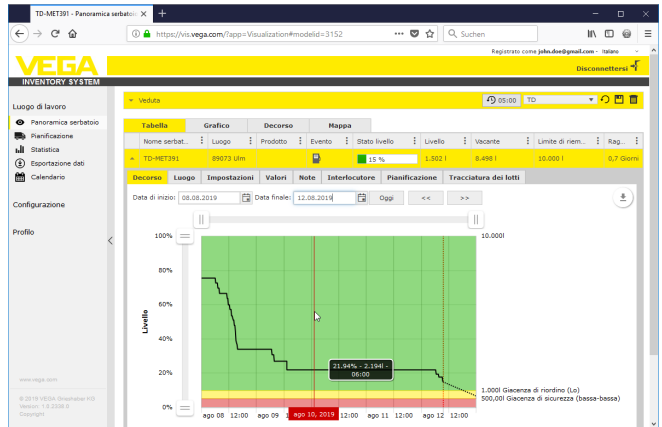 TD-MET391 - Panoramica serbatoio
https://vis.vega.com/?app=Visualization#modelid=3152
Suchen
VEGA
INVENTORY SYSTEM
Registrato come john.doe@gmail.com - Italiano
Disconnettersi
Luogo di lavoro
Panoramica serbatoio
Pianificazione
Statistica
Esportazione dati
Calendario
Configurazione
Profilo
www.vega.com
© 2019 VEGA Grieshaber KG
Version: 1.0.2328.0
Copyright
Veduta
05:00
TD
Tabella Grafico Decorso Mappa
Nome serbat... Luogo Prodotto Evento Stato livello Livello Vacante Limite di riem... Rag...
TD-MET391 89073 Ulm 15 % 1.502 l 8.498 l 10.000 l 0,7 Giorni
Decorso Luogo Impostazioni Valori Note Interlocutore Pianificazione Tracciatura dei lotti
Data di inizio: 08.08.2019 Data finale: 12.08.2019 Oggi << >>
100%
10.000l
80%
60%
Livello
40%
20%
21.94% - 2.194l -
06:00
1.000l Giacenza di riordino (Lo)
500,00l Giacenza di sicurezza (bassa-bassa)
0%
ago 08 12:00 ago 09 1 ago 10, 2019 12:00 ago 11 12:00 ago 12 12:00